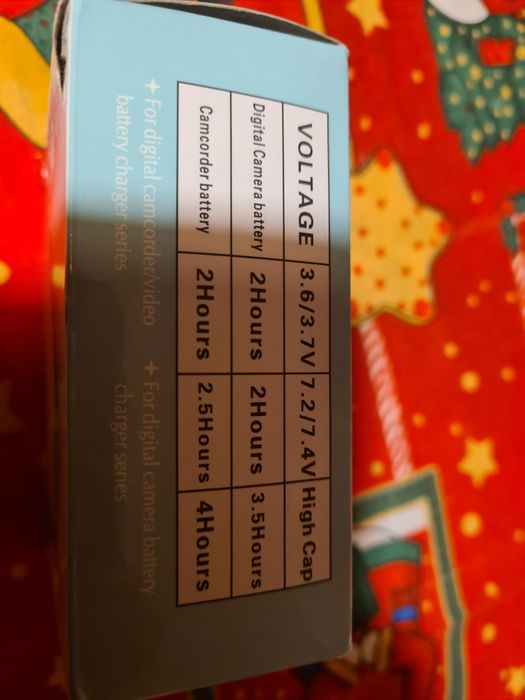 VOLTAGE 3.6/3.7V 7.2/7.4V High Cap
Digital Camera battery 2Hours 2Hours 3.5Hours
Camcorder battery 2Hours 2.5Hours 4Hours
✦ For digital camcorder/video ✦ For digital camera battery
battery charger series charger series